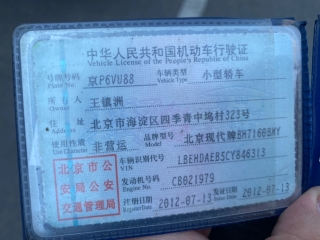 中华人民共和国机动车行驶证
Vehicle License of the People's Republic of China
号牌号码 京P6VU88 车辆类型 小型轿车
Plate No. Vehicle Type
所有人 王镇洲
住址 北京市海淀区四季青中坞村323号
使用性质 非营运 品牌型号 北京现代牌BH7166BMY
Use Character
北京市公安局公安交通管理局
车辆识别代号 LBEHDAEB5CY846313
VIN
发动机号码 CB021979
Engine No.
注册日期 2012-07-13 发证日期 2012-07-13
Register Date Issue Date